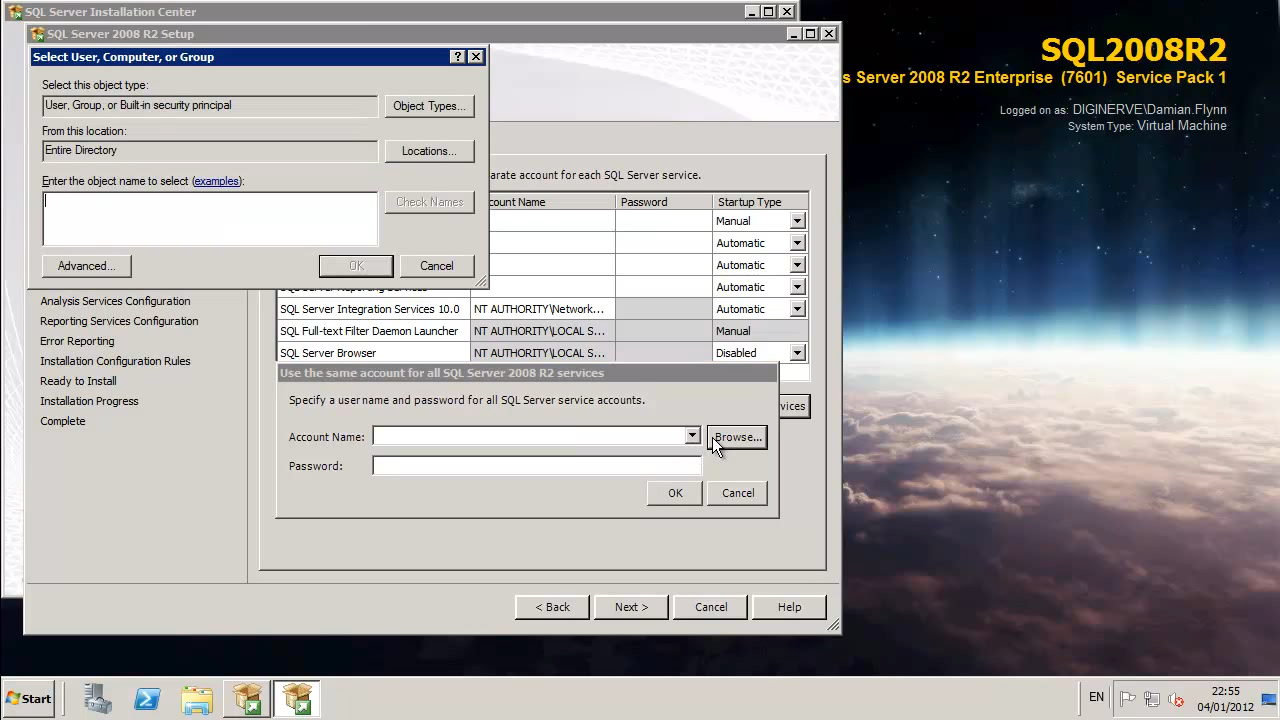 SQL Server Installation Center
SQL Server 2008 R2 Setup
Select User, Computer, or Group
Select this object type:
User, Group, or Built-in security principal
Object Types...
From this location:
Entire Directory
Locations...
Enter the object name to select (examples):
Check Names
Advanced...
OK
Cancel
SQL2008R2
s Server 2008 R2 Enterprise (7601) Service Pack 1
Logged on as: DIGINERVE\Damian.Flynn
System Type: Virtual Machine
arate account for each SQL Server service.
count Name
Password
Startup Type
Manual
Automatic
Automatic
Automatic
SQL Server Integration Services 10.0
NT AUTHORITY\Network...
Automatic
SQL Full-text Filter Daemon Launcher
NT AUTHORITY\LOCAL S...
Manual
SQL Server Browser
NT AUTHORITY\LOCAL S...
Disabled
Analysis Services Configuration
Reporting Services Configuration
Error Reporting
Installation Configuration Rules
Ready to Install
Installation Progress
Complete
vices
Use the same account for all SQL Server 2008 R2 services
Specify a user name and password for all SQL Server service accounts.
Account Name:
Browse...
Password:
OK
Cancel
< Back
Next >
Cancel
Help
Start
EN
22:55
04/01/2012